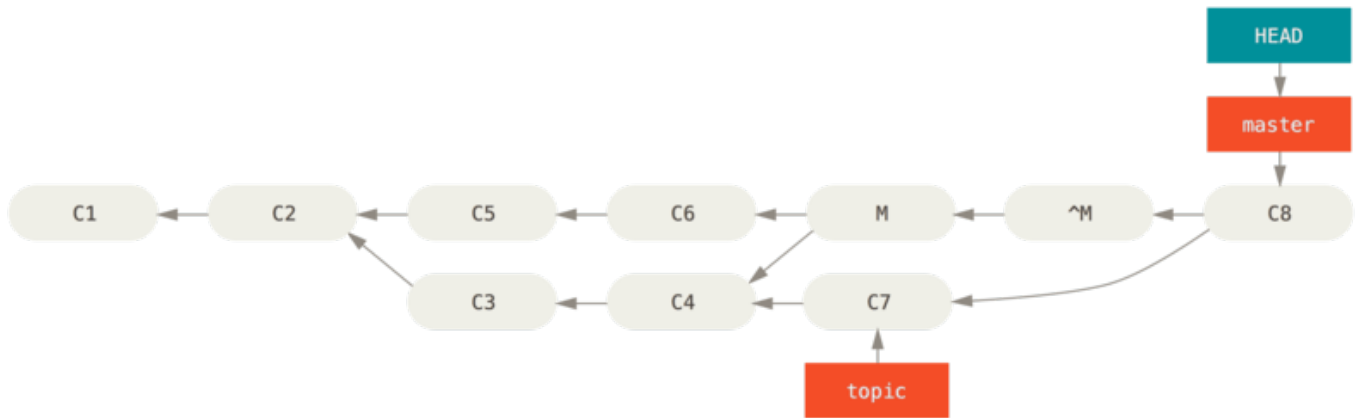 HEAD
master
C1 C2 C5 C6 M ^M C8
C3 C4 C7
topic